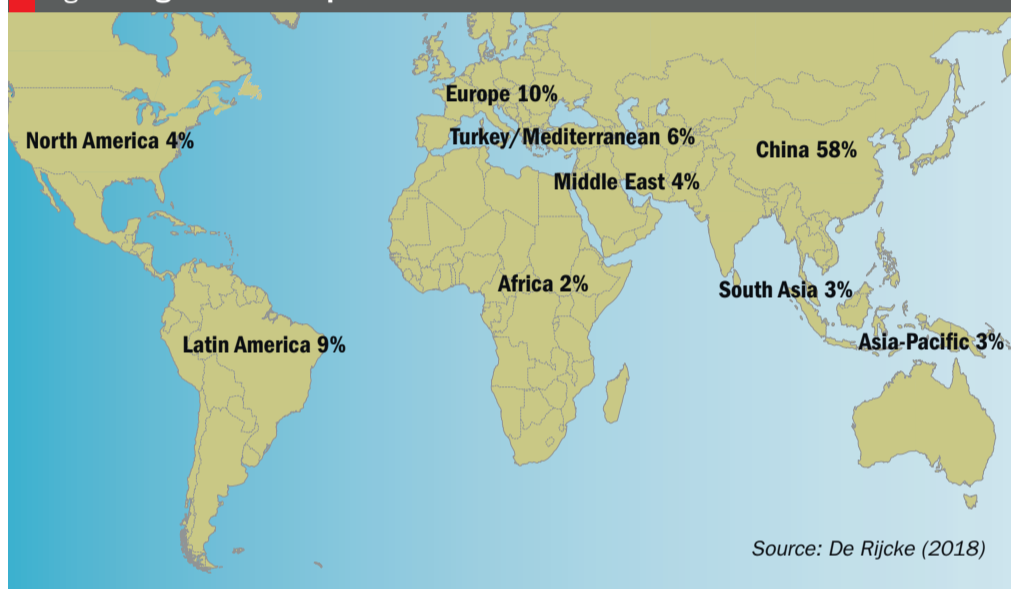 Europe 10%
North America 4%
Turkey/Mediterranean 6%
China 58%
Middle East 4%
Africa 2%
South Asia 3%
Latin America 9%
Asia-Pacific 3%
Source: De Rijcke (2018)